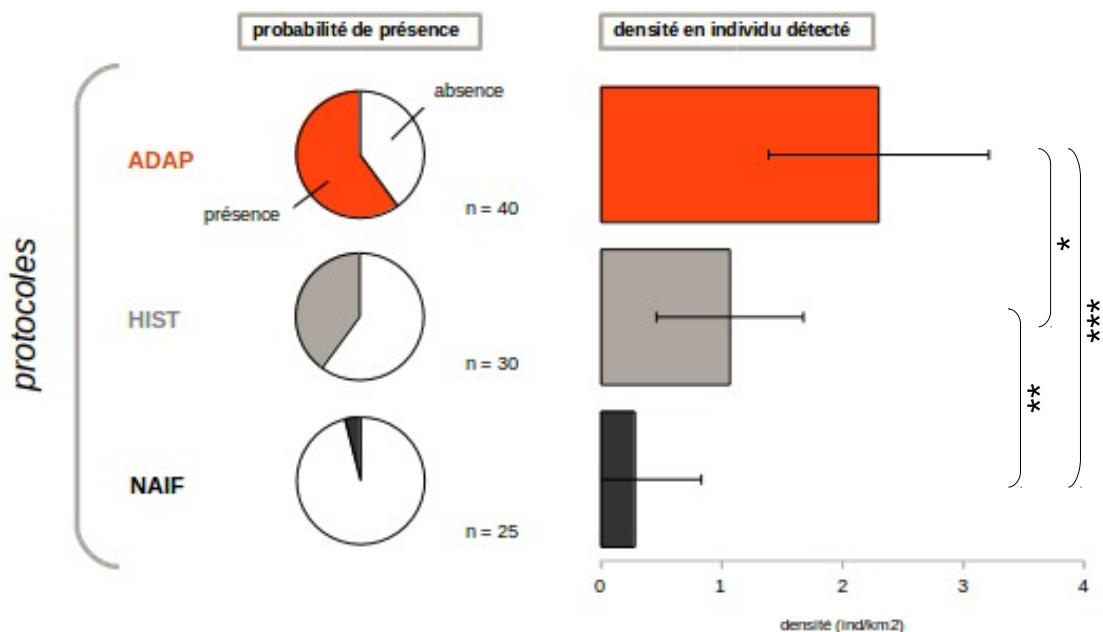 probabilité de présence
densité en individu détecté
protocoles
ADAP
absence
présence
n = 40
*
***
HIST
n = 30
**
NAIF
n = 25
0 1 2 3 4
densité (ind/km2)